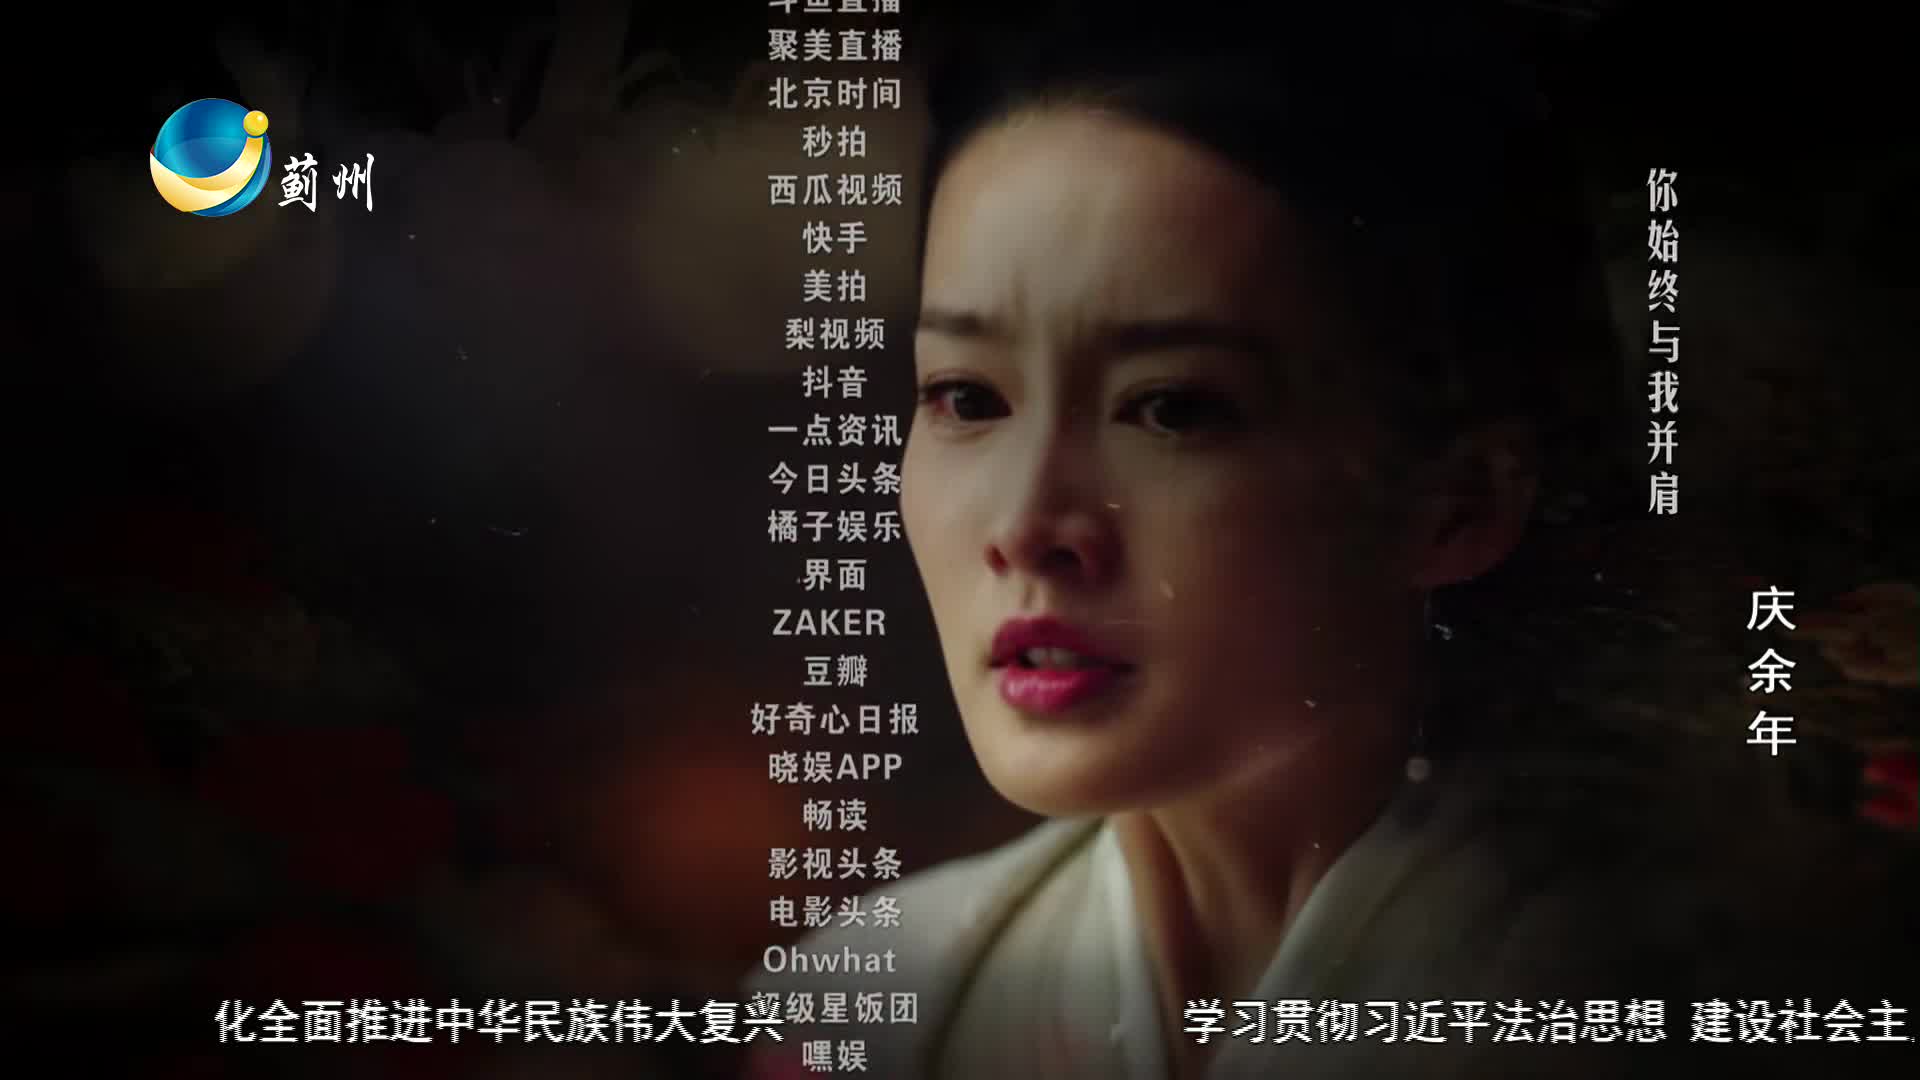 斗鱼直播
聚美直播
北京时间
秒拍
西瓜视频
快手
美拍
梨视频
抖音
一点资讯
今日头条
橘子娱乐
界面
ZAKER
豆瓣
好奇心日报
晓娱APP
畅读
影视头条
电影头条
Ohwhat
超级星饭团
嘿娱
蓟州
你始终与我并肩
庆余年
化全面推进中华民族伟大复兴
学习贯彻习近平法治思想 建设社会主